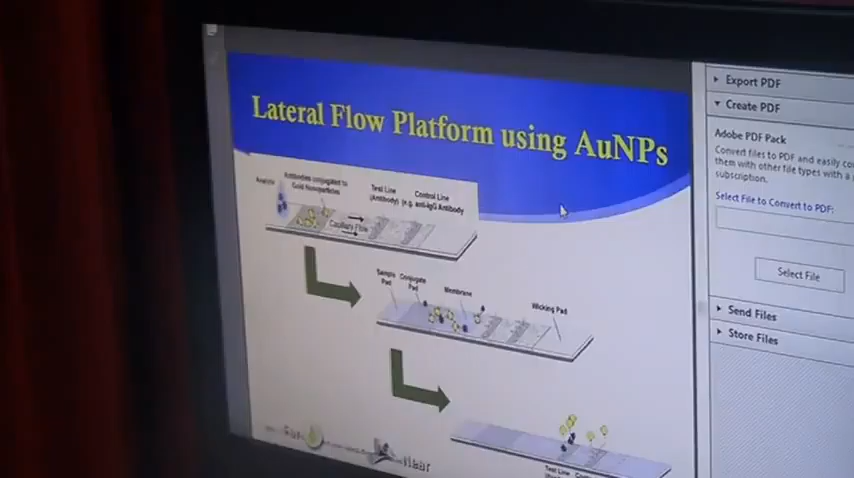 Lateral Flow Platform using AuNPs
Analyte
Antibodies conjugated to
Gold Nanoparticles
Test Line
(Antibody)
Control Line
(e.g. anti-IgG Antibody
Capillary Flow
Sample
Pad
Conjugate
Pad
Membrane
Wicking Pad
Test Line
Export PDF
Create PDF
Adobe PDF Pack
Convert files to PDF and easily
them with other file types with a
subscription.
Select File to Convert to PDF:
Select File
Send Files
Store Files